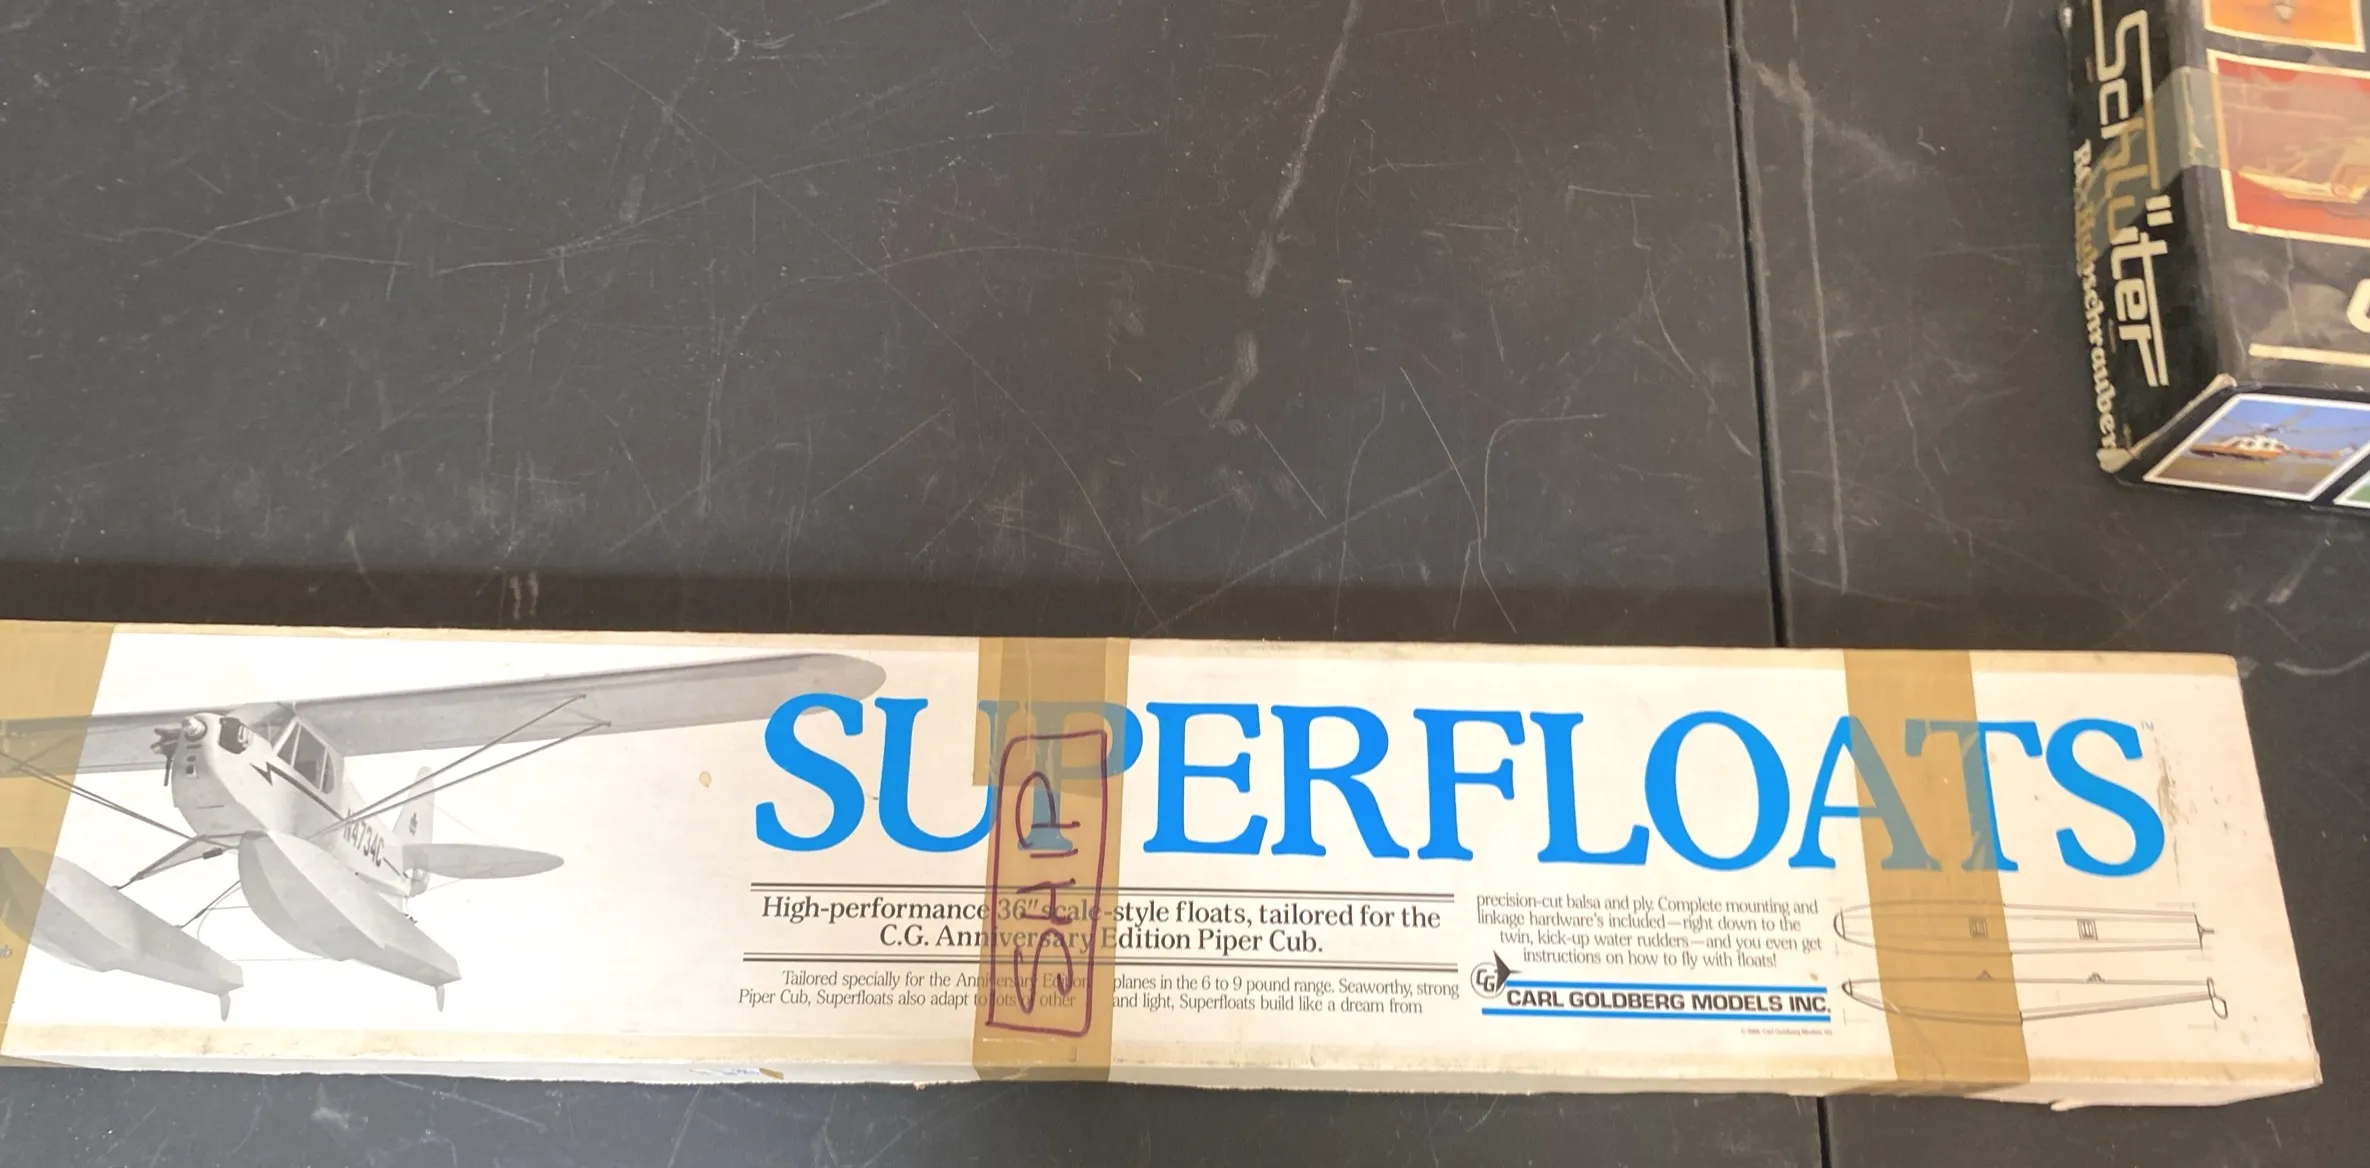 Schlüter
SUPERFLOATS™
SHIP
N4734C
High-performance 36" scale-style floats, tailored for the
C.G. Anniversary Edition Piper Cub.
Tailored specially for the Anniversary Edition
Piper Cub, Superfloats also adapt to lots of other
planes in the 6 to 9 pound range. Seaworthy, strong
and light, Superfloats build like a dream from
precision-cut balsa and ply. Complete mounting and
linkage hardware's included—right down to the
twin, kick-up water rudders—and you even get
instructions on how to fly with floats!
CG
CARL GOLDBERG MODELS INC.